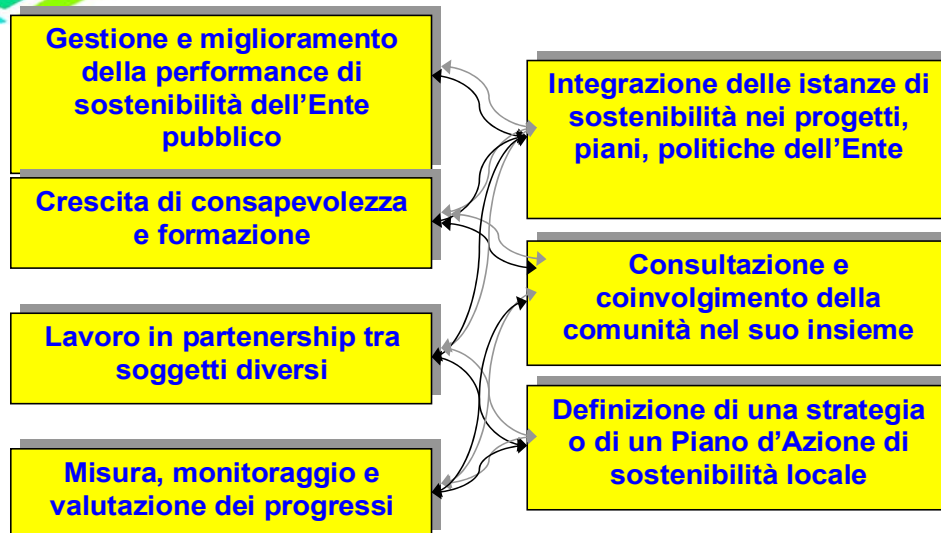 Gestione e miglioramento
della performance di
sostenibilità dell'Ente
pubblico
Crescita di consapevolezza
e formazione
Lavoro in partenership tra
soggetti diversi
Misura, monitoraggio e
valutazione dei progressi
Integrazione delle istanze di
sostenibilità nei progetti,
piani, politiche dell'Ente
Consultazione e
coinvolgimento della
comunità nel suo insieme
Definizione di una strategia
o di un Piano d'Azione di
sostenibilità locale